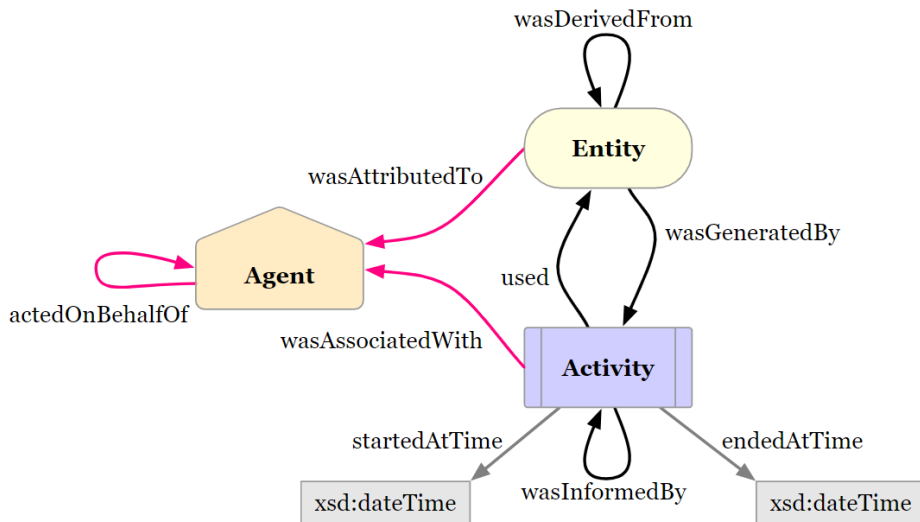 wasDerivedFrom
Entity
wasAttributedTo
wasGeneratedBy
Agent
used
actedOnBehalfOf
wasAssociatedWith
Activity
startedAtTime
endedAtTime
wasInformedBy
xsd:dateTime
xsd:dateTime